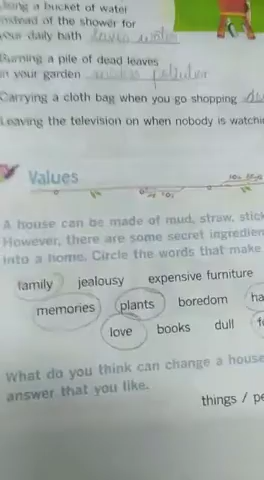 Using a bucket of water
instead of the shower for
your daily bath
Burning a pile of dead leaves
in your garden
Carrying a cloth bag when you go shopping
Leaving the television on when nobody is
Values
A house can be made of mud, straw,
However, there are some secret
into a home. Circle the words that make
family jealousy expensive furniture
memories plants boredom
love books dull
What do you think can change a house
answer that you like.
things /